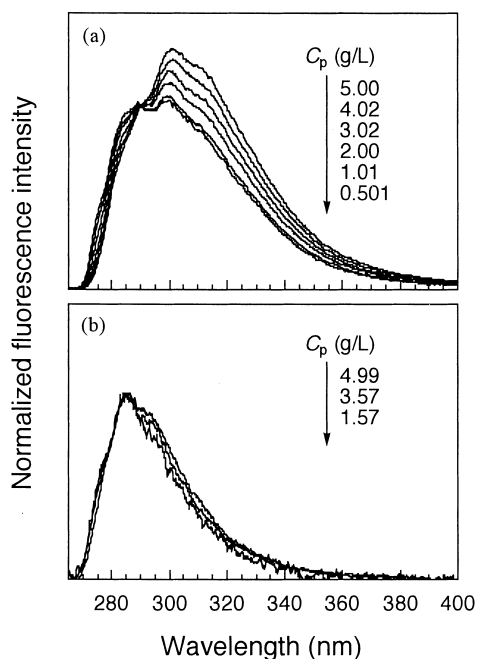 (a)
Cp (g/L)
5.00
4.02
3.02
2.00
1.01
0.501
(b)
Cp (g/L)
4.99
3.57
1.57
280 300 320 340 360 380 400
Wavelength (nm)
Normalized fluorescence intensity